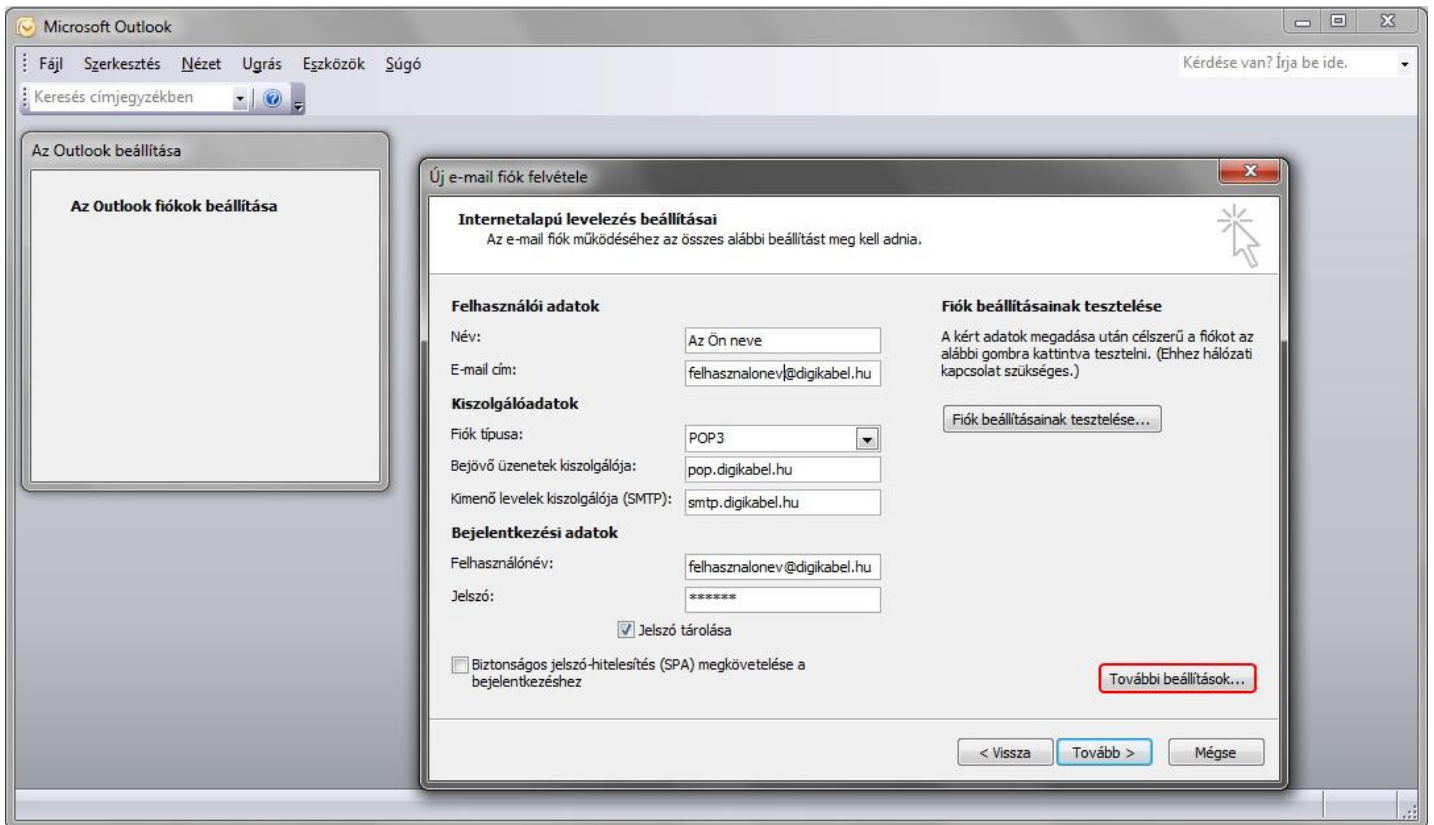 Microsoft Outlook
Fájl Szerkesztés Nézet Ugrás Eszközök Súgó
Kérdése van? Írja be ide.
Keresés címjegyzékben
Az Outlook beállítása
Az Outlook fiókok beállítása
Új e-mail fiók felvétele
Internetalapú levelezés beállításai
Az e-mail fiók működéséhez az összes alábbi beállítást meg kell adnia.
Felhasználói adatok
Név: Az Ön neve
E-mail cím: felhasznalonev@digikabel.hu
Kiszolgálóadatok
Fiók típusa: POP3
Bejövő üzenetek kiszolgálója: pop.digikabel.hu
Kimenő levelek kiszolgálója (SMTP): smtp.digikabel.hu
Bejelentkezési adatok
Felhasználónév: felhasznalonev@digikabel.hu
Jelszó: ******
Jelszó tárolása
Biztonságos jelszó-hitelesítés (SPA) megkövetelése a
bejelentkezéshez
Fiók beállításainak tesztelése
A kért adatok megadása után célszerű a fiókot az
alábbi gombra kattintva tesztelni. (Ehhez hálózati
kapcsolat szükséges.)
Fiók beállításainak tesztelése...
További beállítások...
< Vissza Tovább > Mégse